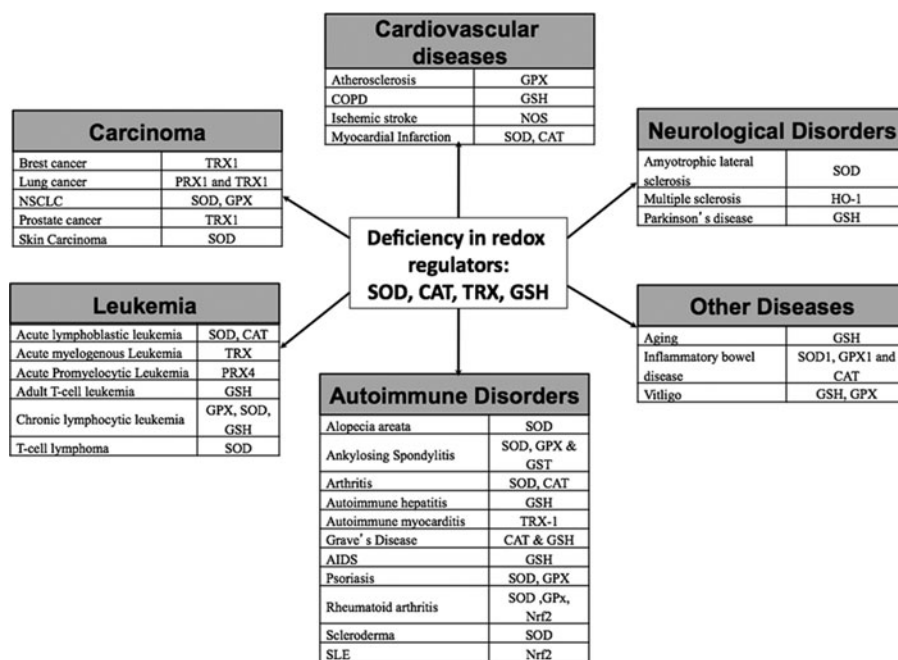 Cardiovascular
diseases
Atherosclerosis GPX
COPD GSH
Ischemic stroke NOS
Myocardial Infarction SOD, CAT
Carcinoma
Brest cancer TRX1
Lung cancer PRX1 and TRX1
NSCLC SOD, GPX
Prostate cancer TRX1
Skin Carcinoma SOD
Neurological Disorders
Amyotrophic lateral
sclerosis SOD
Multiple sclerosis HO-1
Parkinson's disease GSH
Deficiency in redox
regulators:
SOD, CAT, TRX, GSH
Leukemia
Acute lymphoblastic leukemia SOD, CAT
Acute myelogenous Leukemia TRX
Acute Promyelocytic Leukemia PRX4
Adult T-cell leukemia GSH
Chronic lymphocytic leukemia GPX, SOD,
GSH
T-cell lymphoma SOD
Other Diseases
Aging GSH
Inflammatory bowel SOD1, GPX1 and
disease CAT
Vitligo GSH, GPX
Autoimmune Disorders
Alopecia areata SOD
Ankylosing Spondylitis SOD, GPX &
GST
Arthritis SOD, CAT
Autoimmune hepatitis GSH
Autoimmune myocarditis TRX-1
Grave's Disease CAT & GSH
AIDS GSH
Psoriasis SOD, GPX
Rheumatoid arthritis SOD ,GPx,
Nrf2
Scleroderma SOD
SLE Nrf2